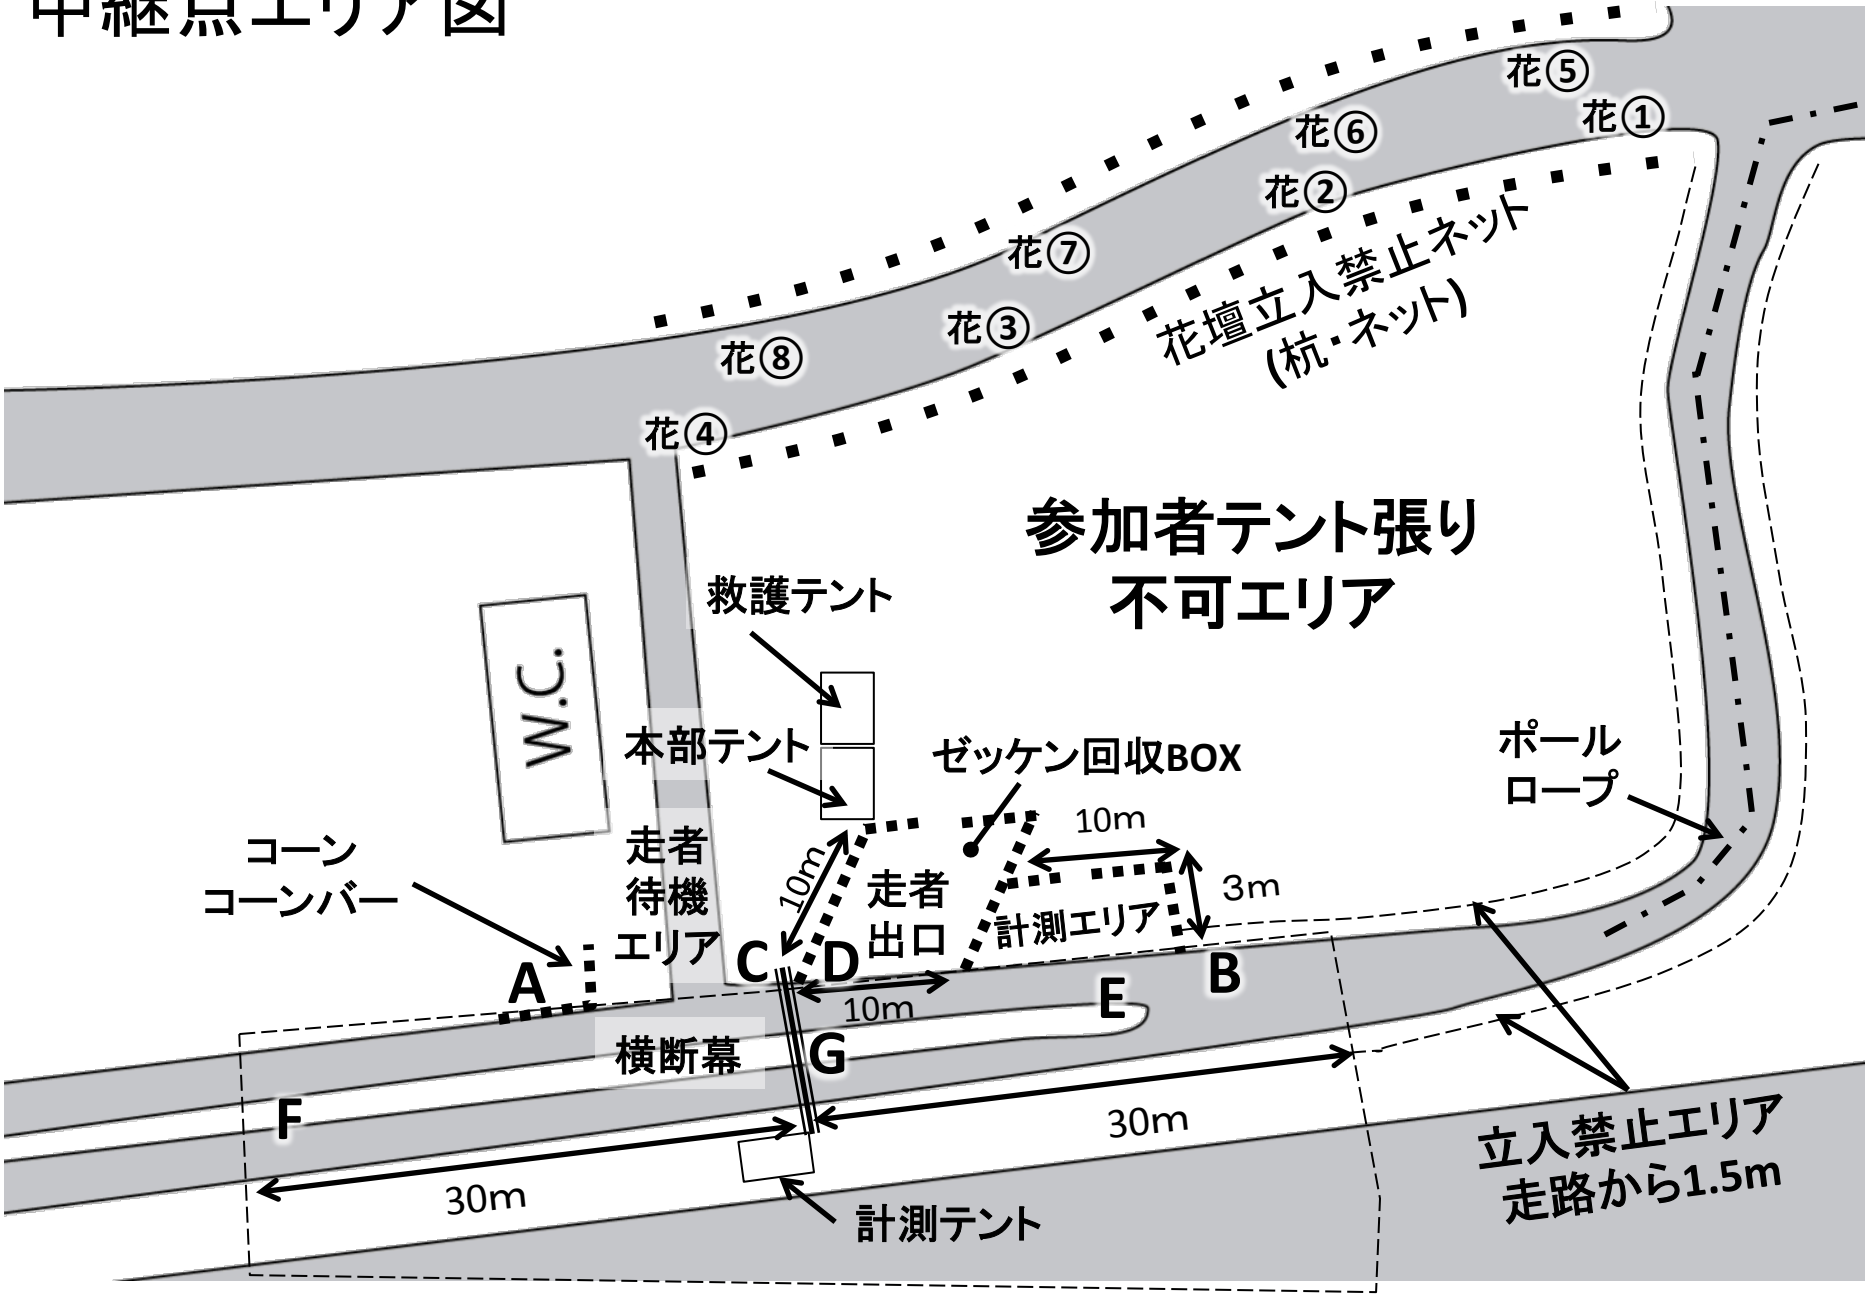 中継点エリア図
花⑤
花①
花⑥
花②
花⑦
花③
花⑧
花④
花壇立入禁止ネット
(杭・ネット)
参加者テント張り
不可エリア
救護テント
W.C.
本部テント
ゼッケン回収BOX
ポール
ロープ
コーン
コーンバー
走者
待機
エリア
10m
走者
出口
10m
計測エリア
3m
A
C
D
B
10m
E
横断幕
G
F
30m
30m
計測テント
立入禁止エリア
走路から1.5m